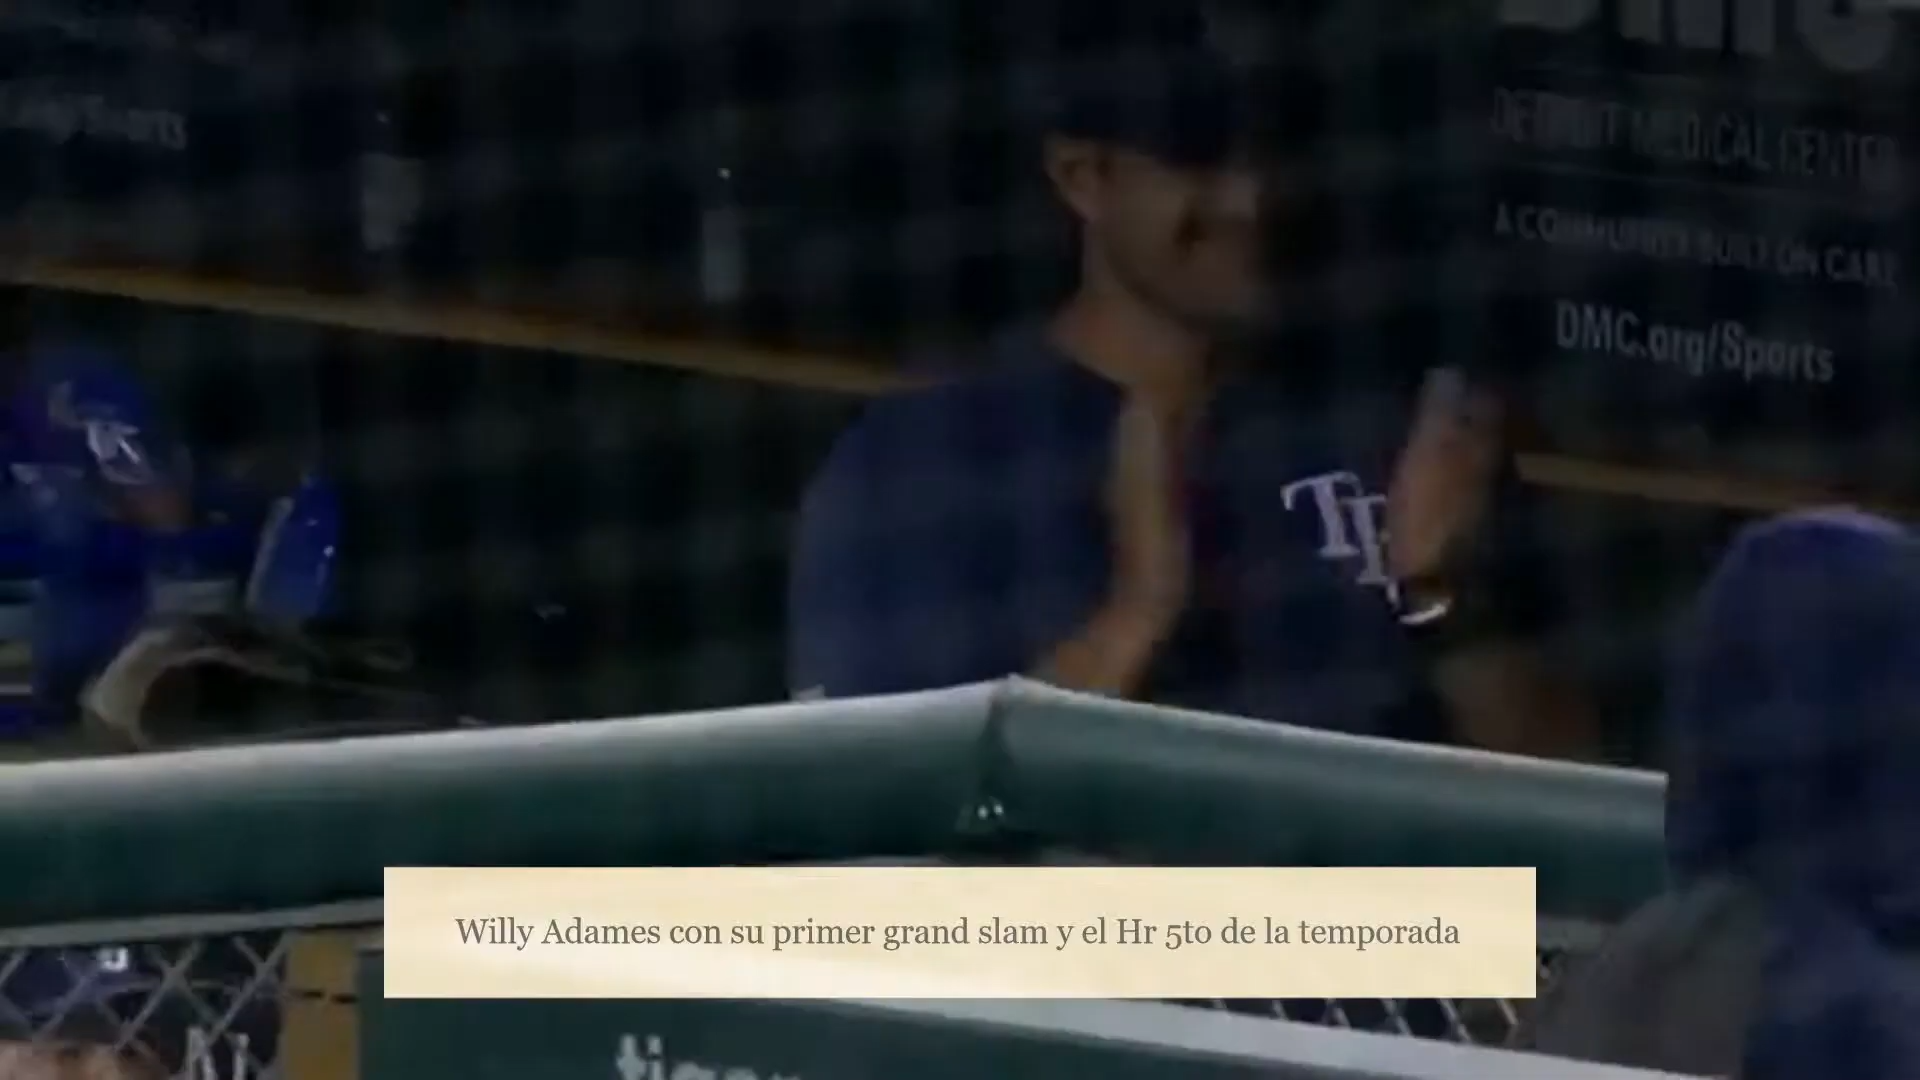 DETROIT MEDICAL CENTER
A COMMUNITY BUILT ON CARE
DMC.org/Sports
Willy Adames con su primer grand slam y el Hr 5to de la temporada